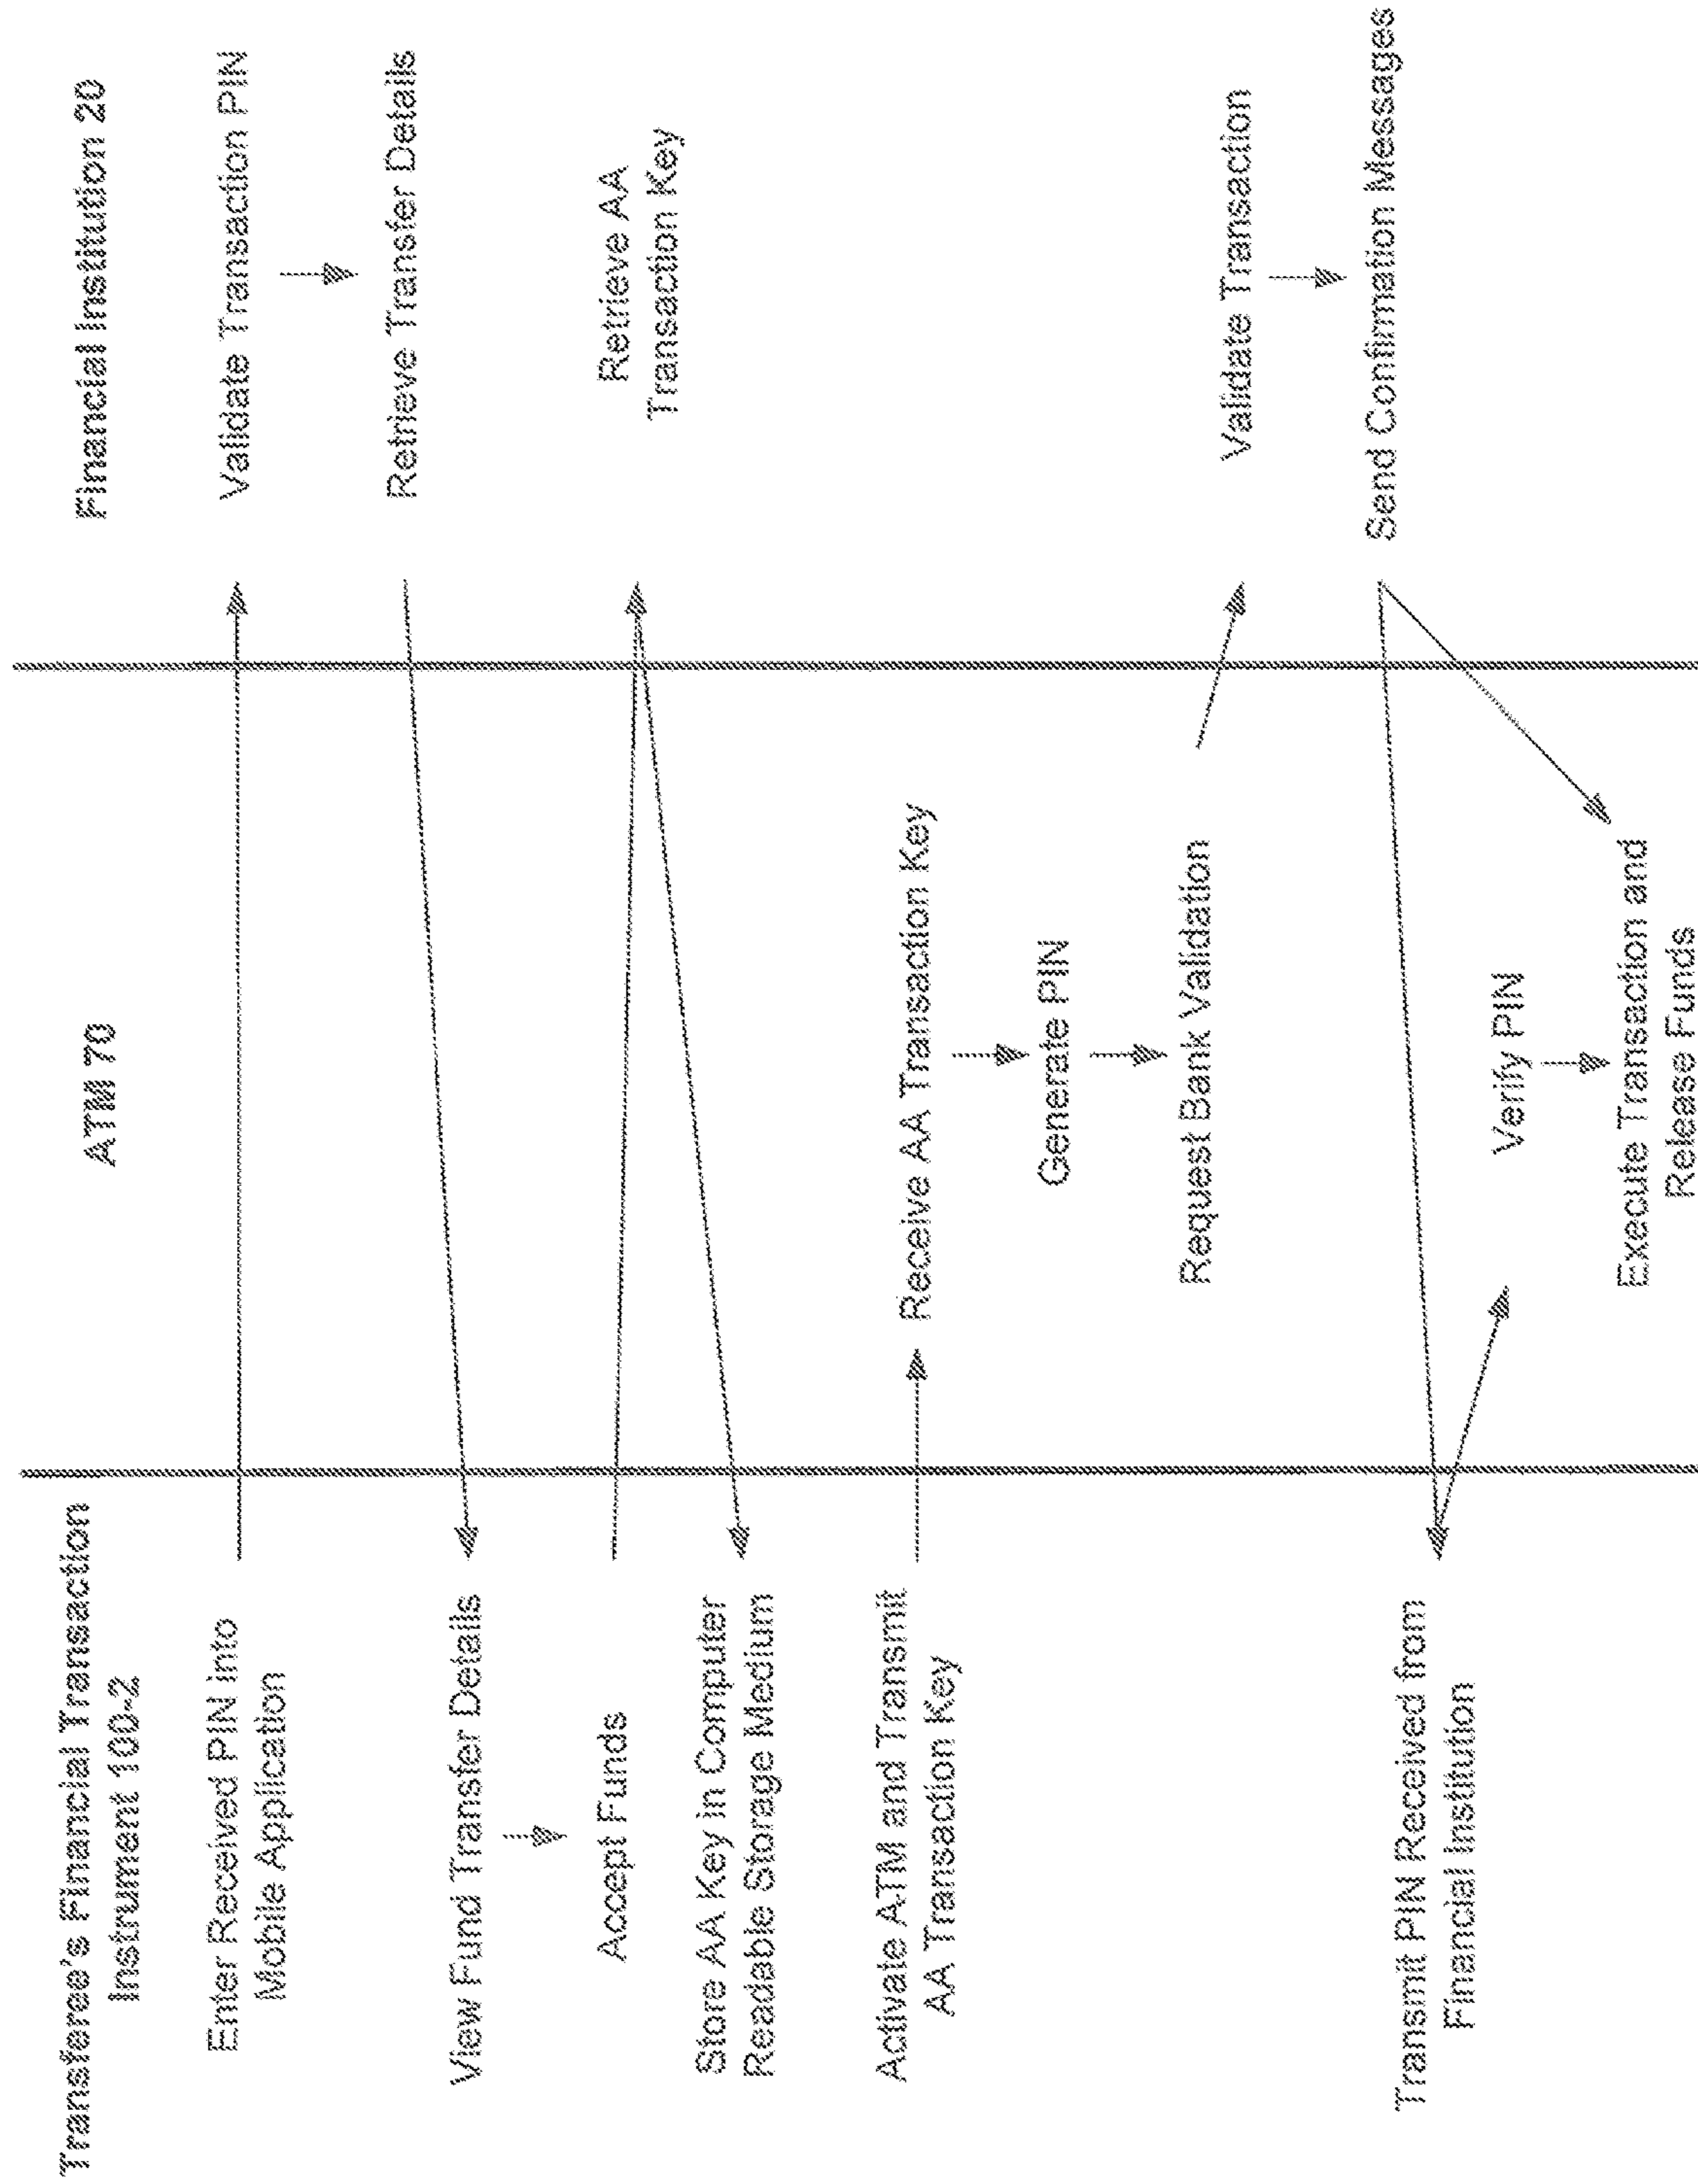 Transferee's Financial Transaction
Instrument 100-2
ATM 70
Financial Institution 20
Enter Received PIN into
Mobile Application
Validate Transaction PIN
Retrieve Transfer Details
View Fund Transfer Details
Accept Funds
Retrieve AA
Transaction Key
Store AA Key in Computer
Readable Storage Medium
Activate ATM and Transmit
AA Transaction Key
Receive AA Transaction Key
Generate PIN
Request Bank Validation
Validate Transaction
Send Confirmation Messages
Transmit PIN Received from
Financial Institution
Verify PIN
Execute Transaction and
Release Funds